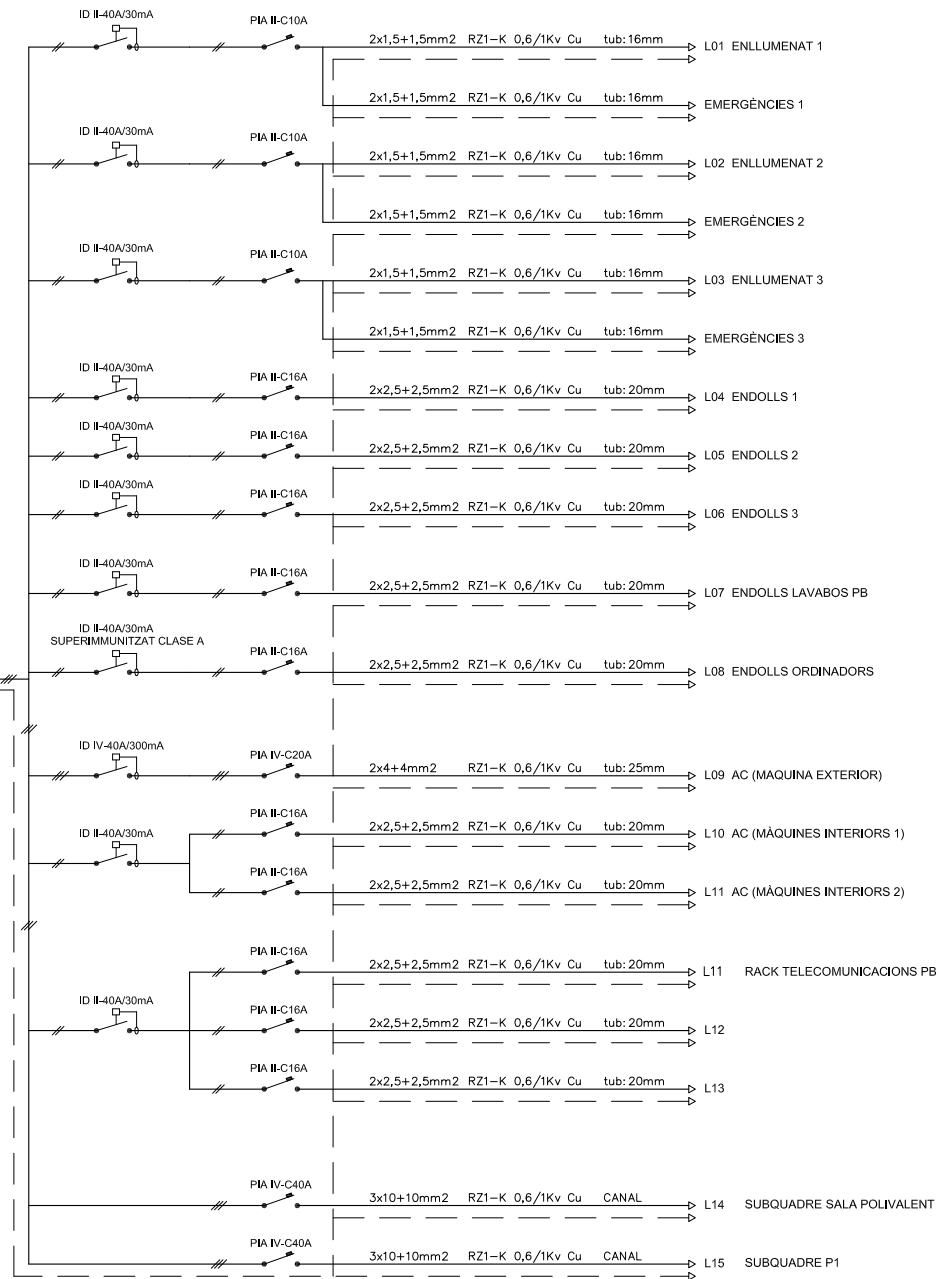 ID II-40A/30mA
PIA II-C10A
2x1,5+1,5mm2 RZ1-K 0,6/1Kv Cu tub:16mm L01 ENLLUMENAT 1
2x1,5+1,5mm2 RZ1-K 0,6/1Kv Cu tub:16mm EMERGÈNCIES 1
ID II-40A/30mA
PIA II-C10A
2x1,5+1,5mm2 RZ1-K 0,6/1Kv Cu tub:16mm L02 ENLLUMENAT 2
2x1,5+1,5mm2 RZ1-K 0,6/1Kv Cu tub:16mm EMERGÈNCIES 2
ID II-40A/30mA
PIA II-C10A
2x1,5+1,5mm2 RZ1-K 0,6/1Kv Cu tub:16mm L03 ENLLUMENAT 3
2x1,5+1,5mm2 RZ1-K 0,6/1Kv Cu tub:16mm EMERGÈNCIES 3
ID II-40A/30mA
PIA II-C16A
2x2,5+2,5mm2 RZ1-K 0,6/1Kv Cu tub:20mm L04 ENDOLLS 1
ID II-40A/30mA
PIA II-C16A
2x2,5+2,5mm2 RZ1-K 0,6/1Kv Cu tub:20mm L05 ENDOLLS 2
ID II-40A/30mA
PIA II-C16A
2x2,5+2,5mm2 RZ1-K 0,6/1Kv Cu tub:20mm L06 ENDOLLS 3
ID II-40A/30mA
PIA II-C16A
2x2,5+2,5mm2 RZ1-K 0,6/1Kv Cu tub:20mm L07 ENDOLLS LAVABOS PB
ID II-40A/30mA
SUPERIMMUNITZAT CLASE A
PIA II-C16A
2x2,5+2,5mm2 RZ1-K 0,6/1Kv Cu tub:20mm L08 ENDOLLS ORDINADORS
ID IV-40A/300mA
PIA IV-C20A
2x4+4mm2 RZ1-K 0,6/1Kv Cu tub:25mm L09 AC (MAQUINA EXTERIOR)
ID II-40A/30mA
PIA II-C16A
2x2,5+2,5mm2 RZ1-K 0,6/1Kv Cu tub:20mm L10 AC (MÀQUINES INTERIORS 1)
PIA II-C16A
2x2,5+2,5mm2 RZ1-K 0,6/1Kv Cu tub:20mm L11 AC (MÀQUINES INTERIORS 2)
PIA II-C16A
2x2,5+2,5mm2 RZ1-K 0,6/1Kv Cu tub:20mm L11 RACK TELECOMUNICACIONS PB
ID II-40A/30mA
PIA II-C16A
2x2,5+2,5mm2 RZ1-K 0,6/1Kv Cu tub:20mm L12
PIA II-C16A
2x2,5+2,5mm2 RZ1-K 0,6/1Kv Cu tub:20mm L13
PIA IV-C40A
3x10+10mm2 RZ1-K 0,6/1Kv Cu CANAL L14 SUBQUADRE SALA POLIVALENT
PIA IV-C40A
3x10+10mm2 RZ1-K 0,6/1Kv Cu CANAL L15 SUBQUADRE P1